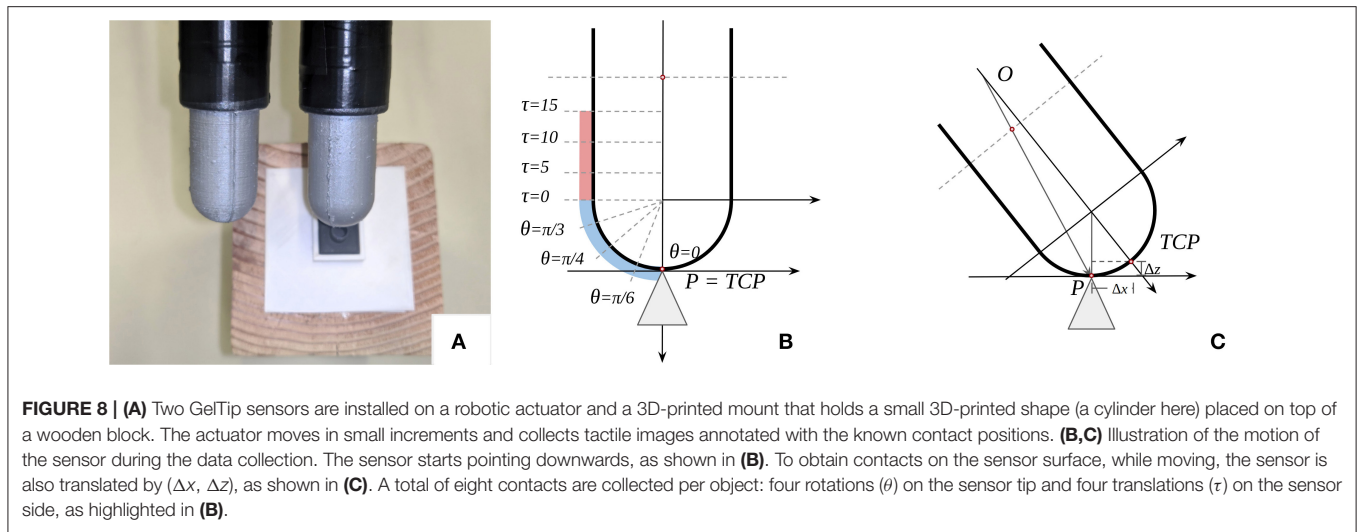 A
τ=15
τ=10
τ=5
τ=0
θ=π/3
θ=π/4
θ=π/6
θ=0
P = TCP
B
O
TCP
Δz
P
Δx
C
FIGURE 8 | (A) Two GelTip sensors are installed on a robotic actuator and a 3D-printed mount that holds a small 3D-printed shape (a cylinder here) placed on top of
a wooden block. The actuator moves in small increments and collects tactile images annotated with the known contact positions. (B,C) Illustration of the motion of
the sensor during the data collection. The sensor starts pointing downwards, as shown in (B). To obtain contacts on the sensor surface, while moving, the sensor is
also translated by (Δx, Δz), as shown in (C). A total of eight contacts are collected per object: four rotations (θ) on the sensor tip and four translations (τ) on the sensor
side, as highlighted in (B).